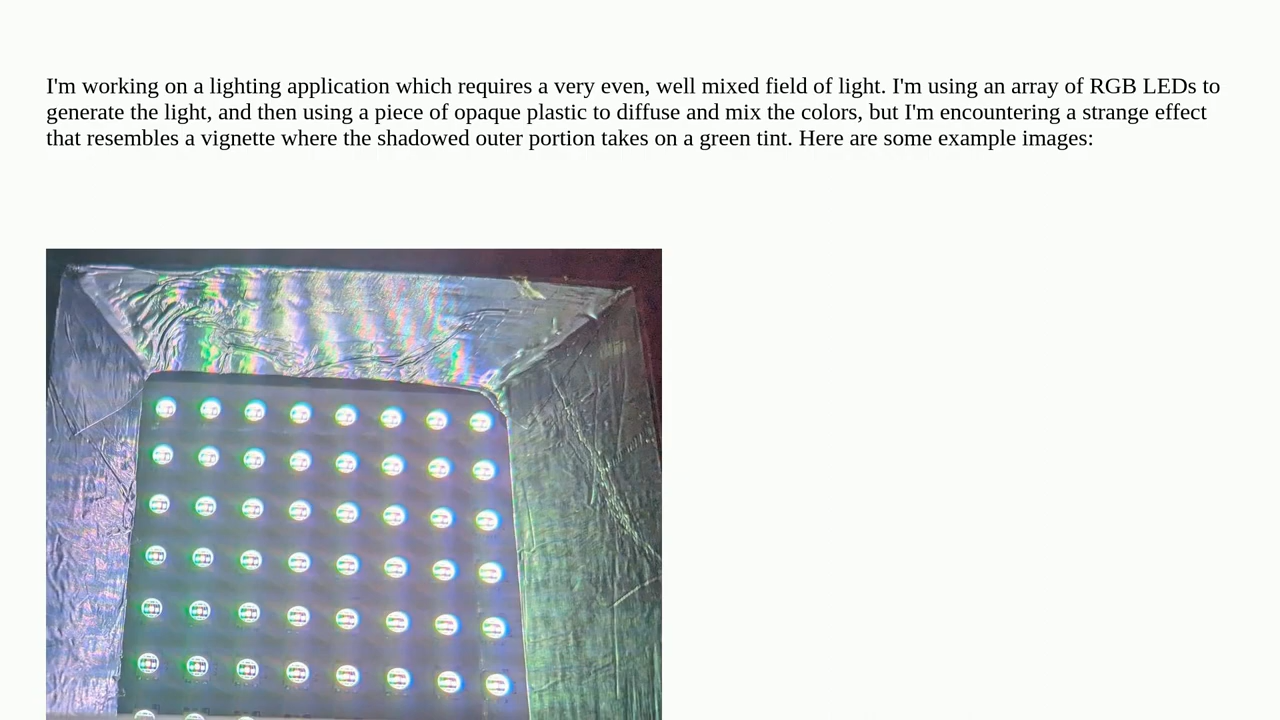 I'm working on a lighting application which requires a very even, well mixed field of light. I'm using an array of RGB LEDs to
generate the light, and then using a piece of opaque plastic to diffuse and mix the colors, but I'm encountering a strange effect
that resembles a vignette where the shadowed outer portion takes on a green tint. Here are some example images: